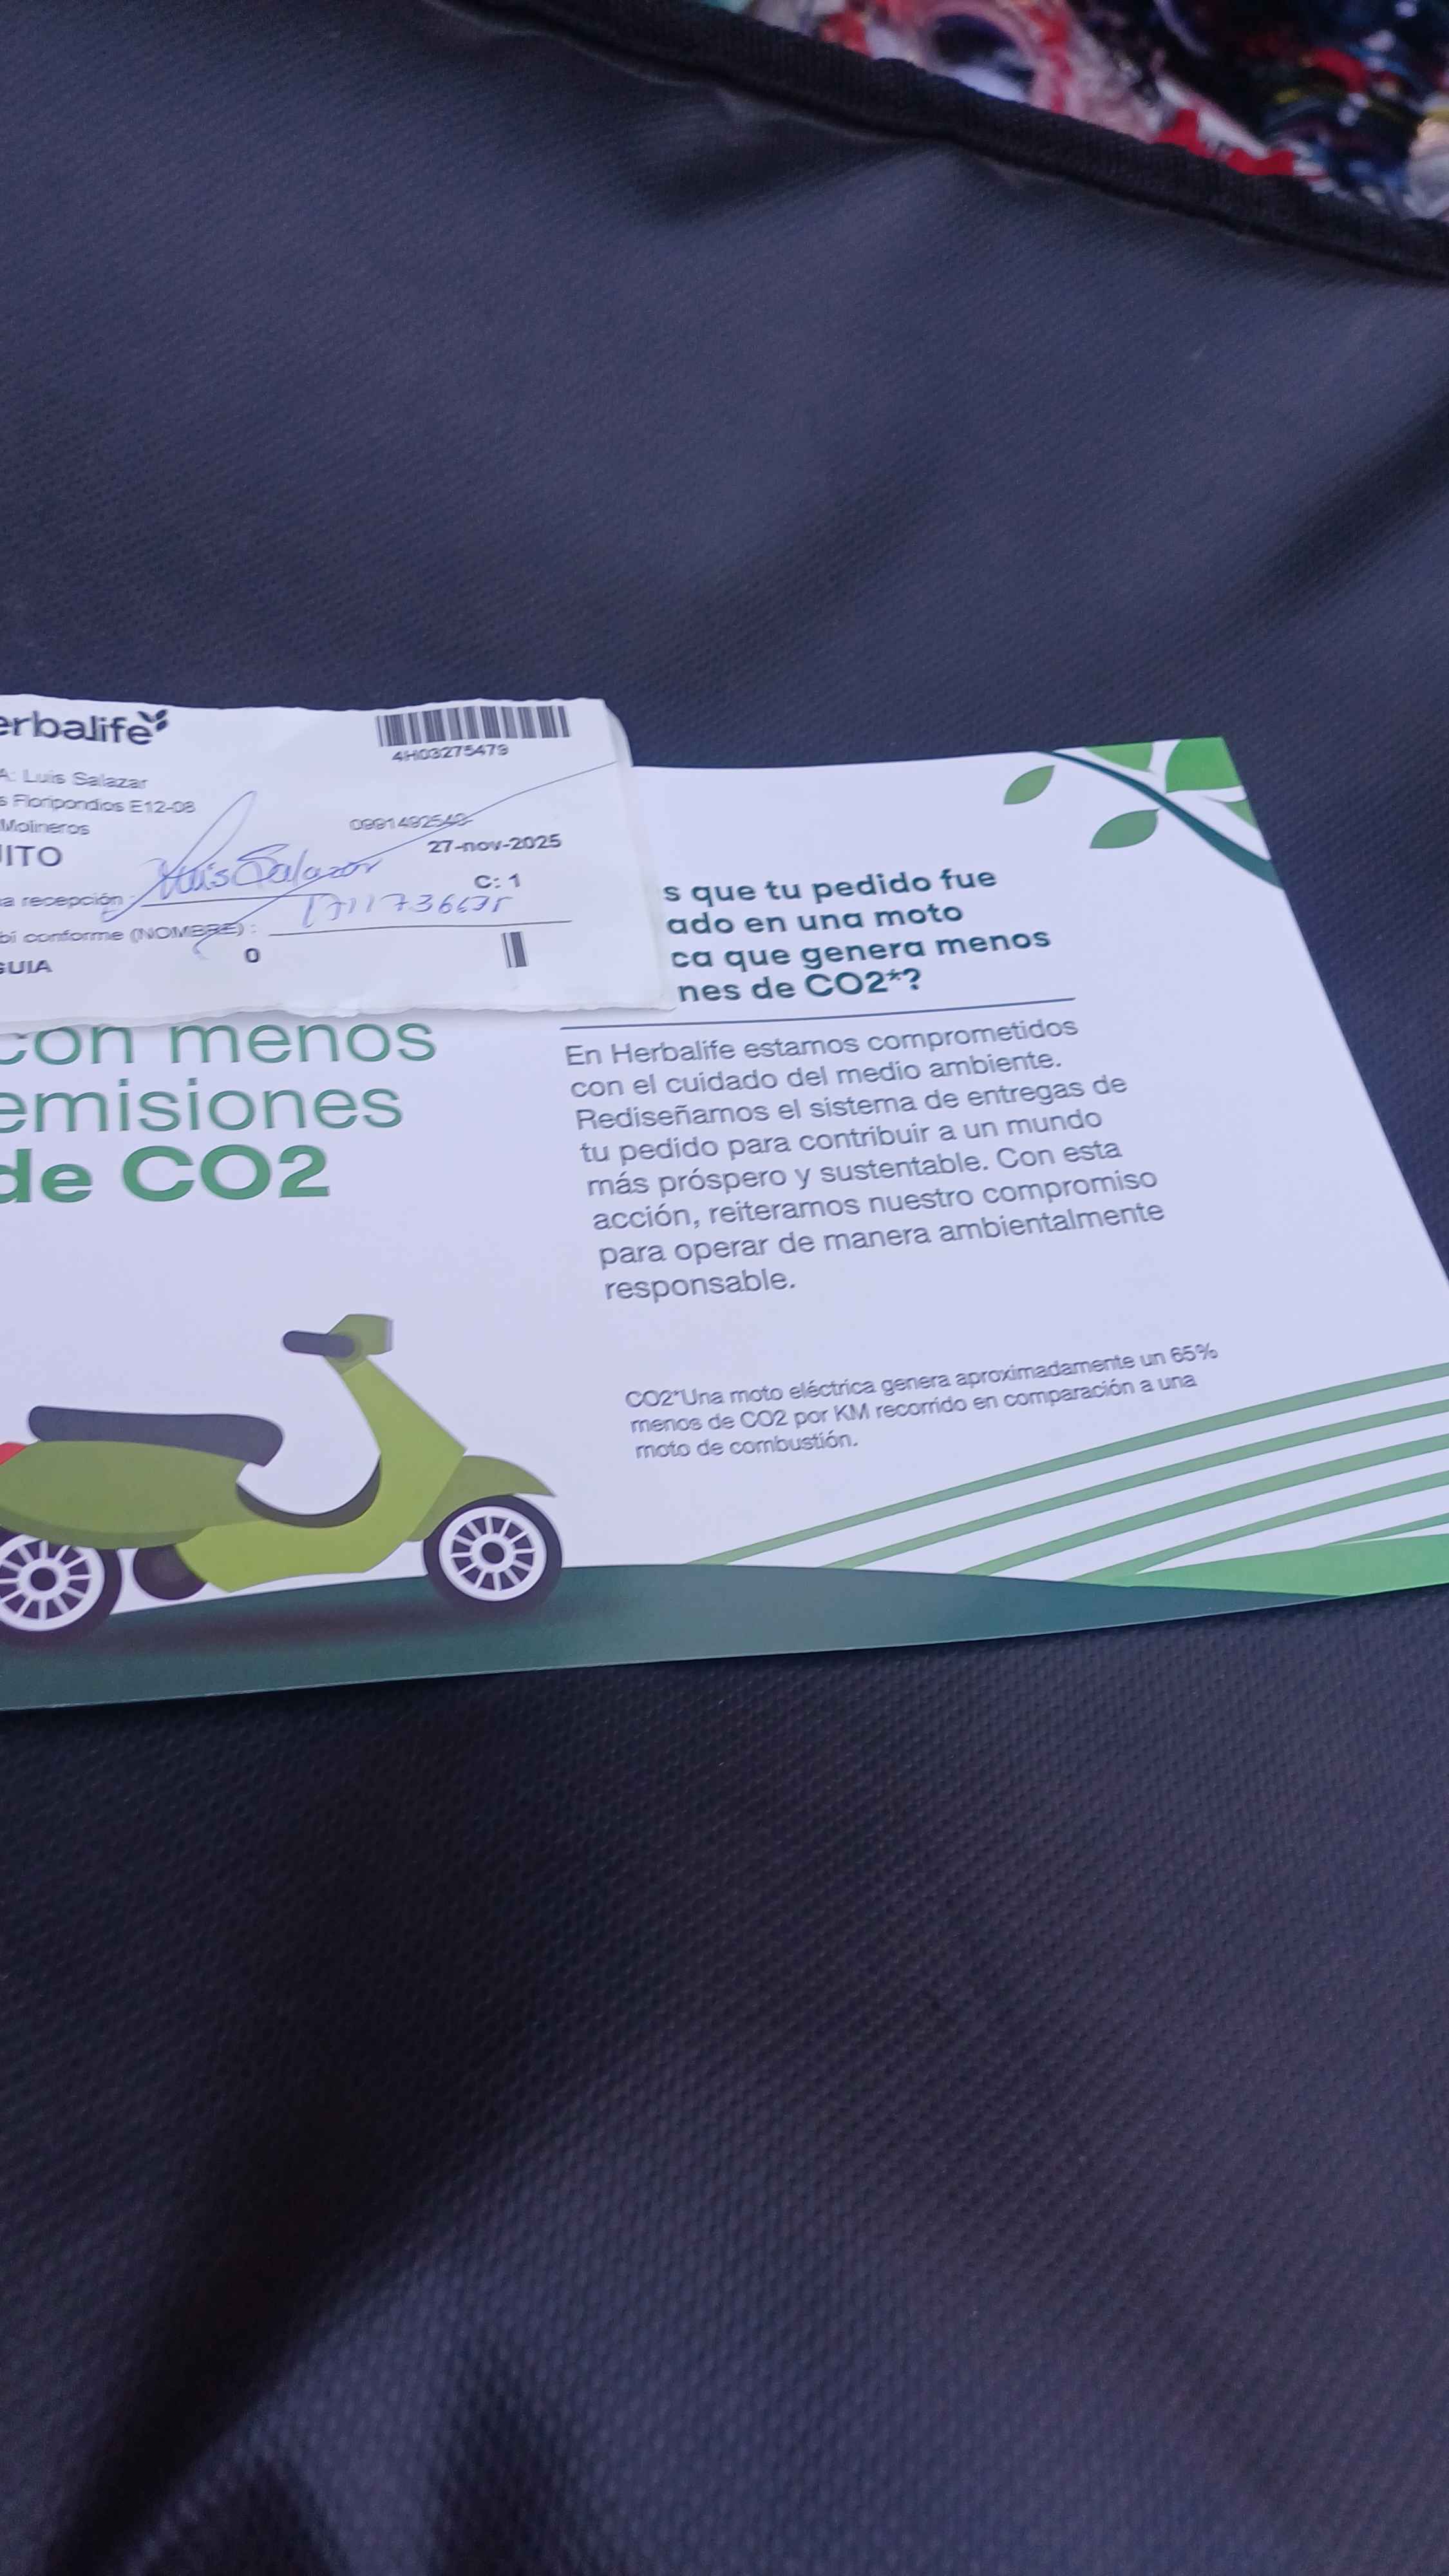 erbalife
4H03275479
A: Luis Salazar
s Floripondios E12-08
Molineros
0991492540
UITO
27-nov-2025
C: 1
a recepción :
Luis Salazar
bí conforme (NOMBRE) :
GUIA
0
con menos
emisiones
de CO2
s que tu pedido fue
ado en una moto
ca que genera menos
nes de CO2*?
En Herbalife estamos comprometidos
con el cuidado del medio ambiente.
Rediseñamos el sistema de entregas de
tu pedido para contribuir a un mundo
más próspero y sustentable. Con esta
acción, reiteramos nuestro compromiso
para operar de manera ambientalmente
responsable.
CO2*Una moto eléctrica genera aproximadamente un 65%
menos de CO2 por KM recorrido en comparación a una
moto de combustión.